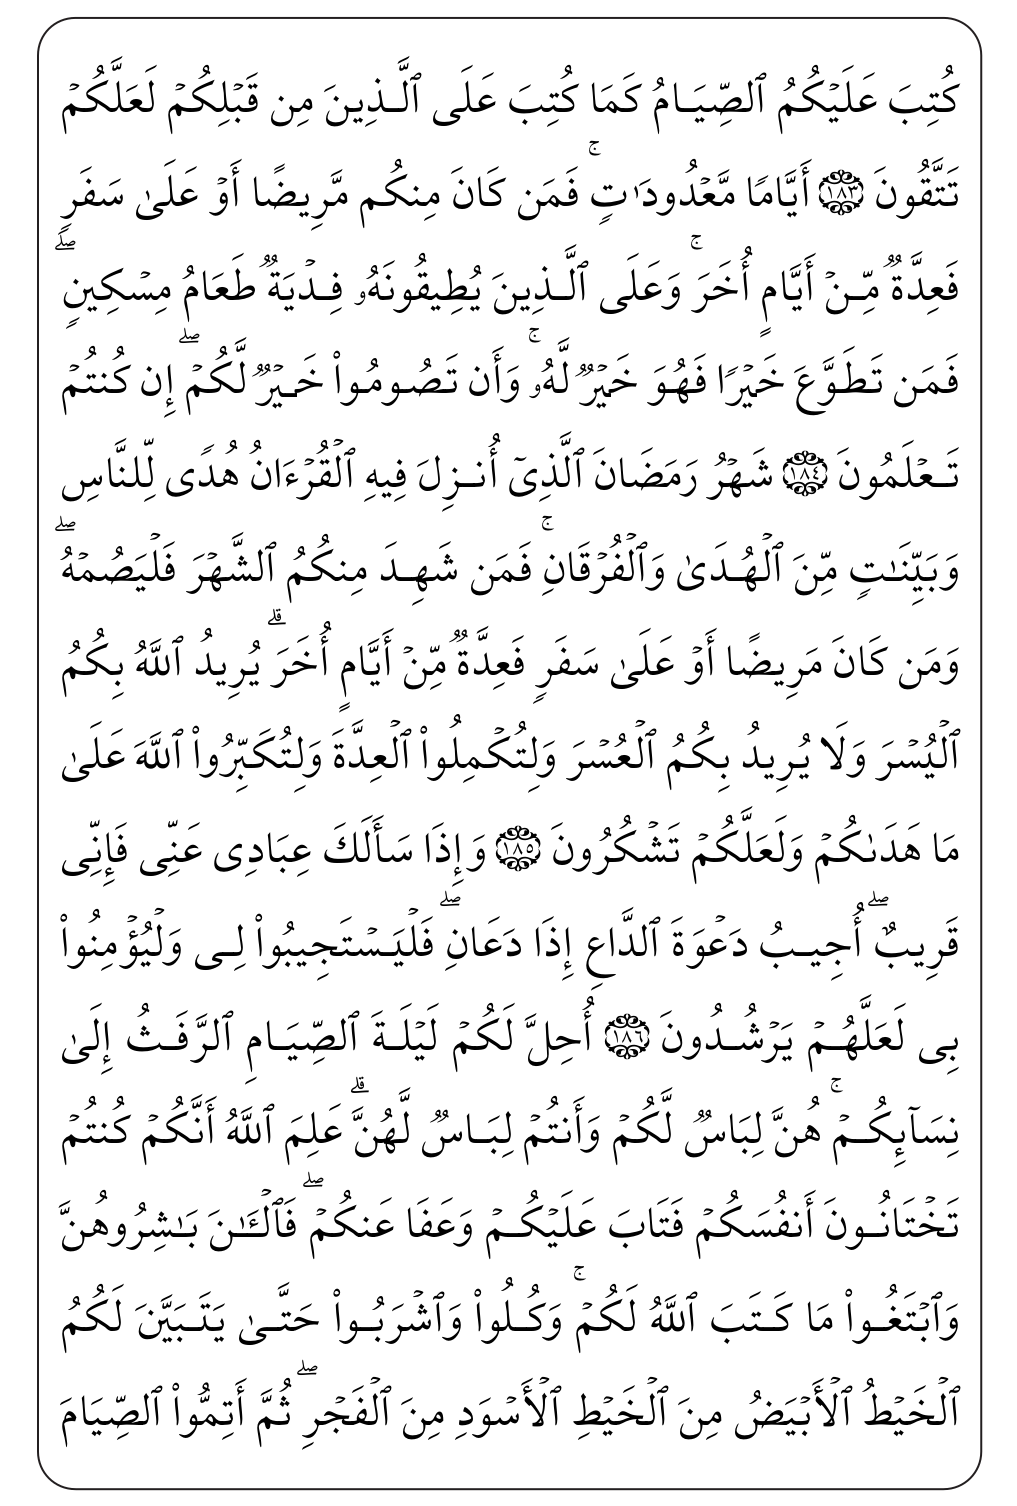 كُتِبَ عَلَيۡكُمُ ٱلصِّيَامُ كَمَا كُتِبَ عَلَى ٱلَّذِينَ مِن قَبۡلِكُمۡ لَعَلَّكُمۡ
تَتَّقُونَ ١٨٣ أَيَّامٗا مَّعۡدُودَٰتٖۚ فَمَن كَانَ مِنكُم مَّرِيضًا أَوۡ عَلَىٰ سَفَرٖ
فَعِدَّةٞ مِّنۡ أَيَّامٍ أُخَرَۚ وَعَلَى ٱلَّذِينَ يُطِيقُونَهُۥ فِدۡيَةٞ طَعَامُ مِسۡكِينٖۖ
فَمَن تَطَوَّعَ خَيۡرٗا فَهُوَ خَيۡرٞ لَّهُۥۚ وَأَن تَصُومُواْ خَيۡرٞ لَّكُمۡۖ إِن كُنتُمۡ
تَعۡلَمُونَ ١٨٤ شَهۡرُ رَمَضَانَ ٱلَّذِيٓ أُنزِلَ فِيهِ ٱلۡقُرۡءَانُ هُدٗى لِّلنَّاسِ
وَبَيِّنَٰتٖ مِّنَ ٱلۡهُدَىٰ وَٱلۡفُرۡقَانِۚ فَمَن شَهِدَ مِنكُمُ ٱلشَّهۡرَ فَلۡيَصُمۡهُۖ
وَمَن كَانَ مَرِيضًا أَوۡ عَلَىٰ سَفَرٖ فَعِدَّةٞ مِّنۡ أَيَّامٍ أُخَرَۗ يُرِيدُ ٱللَّهُ بِكُمُ
ٱلۡيُسۡرَ وَلَا يُرِيدُ بِكُمُ ٱلۡعُسۡرَ وَلِتُكۡمِلُواْ ٱلۡعِدَّةَ وَلِتُكَبِّرُواْ ٱللَّهَ عَلَىٰ
مَا هَدَىٰكُمۡ وَلَعَلَّكُمۡ تَشۡكُرُونَ ١٨٥ وَإِذَا سَأَلَكَ عِبَادِي عَنِّي فَإِنِّي
قَرِيبٌۖ أُجِيبُ دَعۡوَةَ ٱلدَّاعِ إِذَا دَعَانِۖ فَلۡيَسۡتَجِيبُواْ لِي وَلۡيُؤۡمِنُواْ
بِي لَعَلَّهُمۡ يَرۡشُدُونَ ١٨٦ أُحِلَّ لَكُمۡ لَيۡلَةَ ٱلصِّيَامِ ٱلرَّفَثُ إِلَىٰ
نِسَآئِكُمۡۚ هُنَّ لِبَاسٞ لَّكُمۡ وَأَنتُمۡ لِبَاسٞ لَّهُنَّۗ عَلِمَ ٱللَّهُ أَنَّكُمۡ كُنتُمۡ
تَخۡتَانُونَ أَنفُسَكُمۡ فَتَابَ عَلَيۡكُمۡ وَعَفَا عَنكُمۡۖ فَٱلۡـَٰٔنَ بَٰشِرُوهُنَّ
وَٱبۡتَغُواْ مَا كَتَبَ ٱللَّهُ لَكُمۡۚ وَكُلُواْ وَٱشۡرَبُواْ حَتَّىٰ يَتَبَيَّنَ لَكُمُ
ٱلۡخَيۡطُ ٱلۡأَبۡيَضُ مِنَ ٱلۡخَيۡطِ ٱلۡأَسۡوَدِ مِنَ ٱلۡفَجۡرِۖ ثُمَّ أَتِمُّواْ ٱلصِّيَامَ